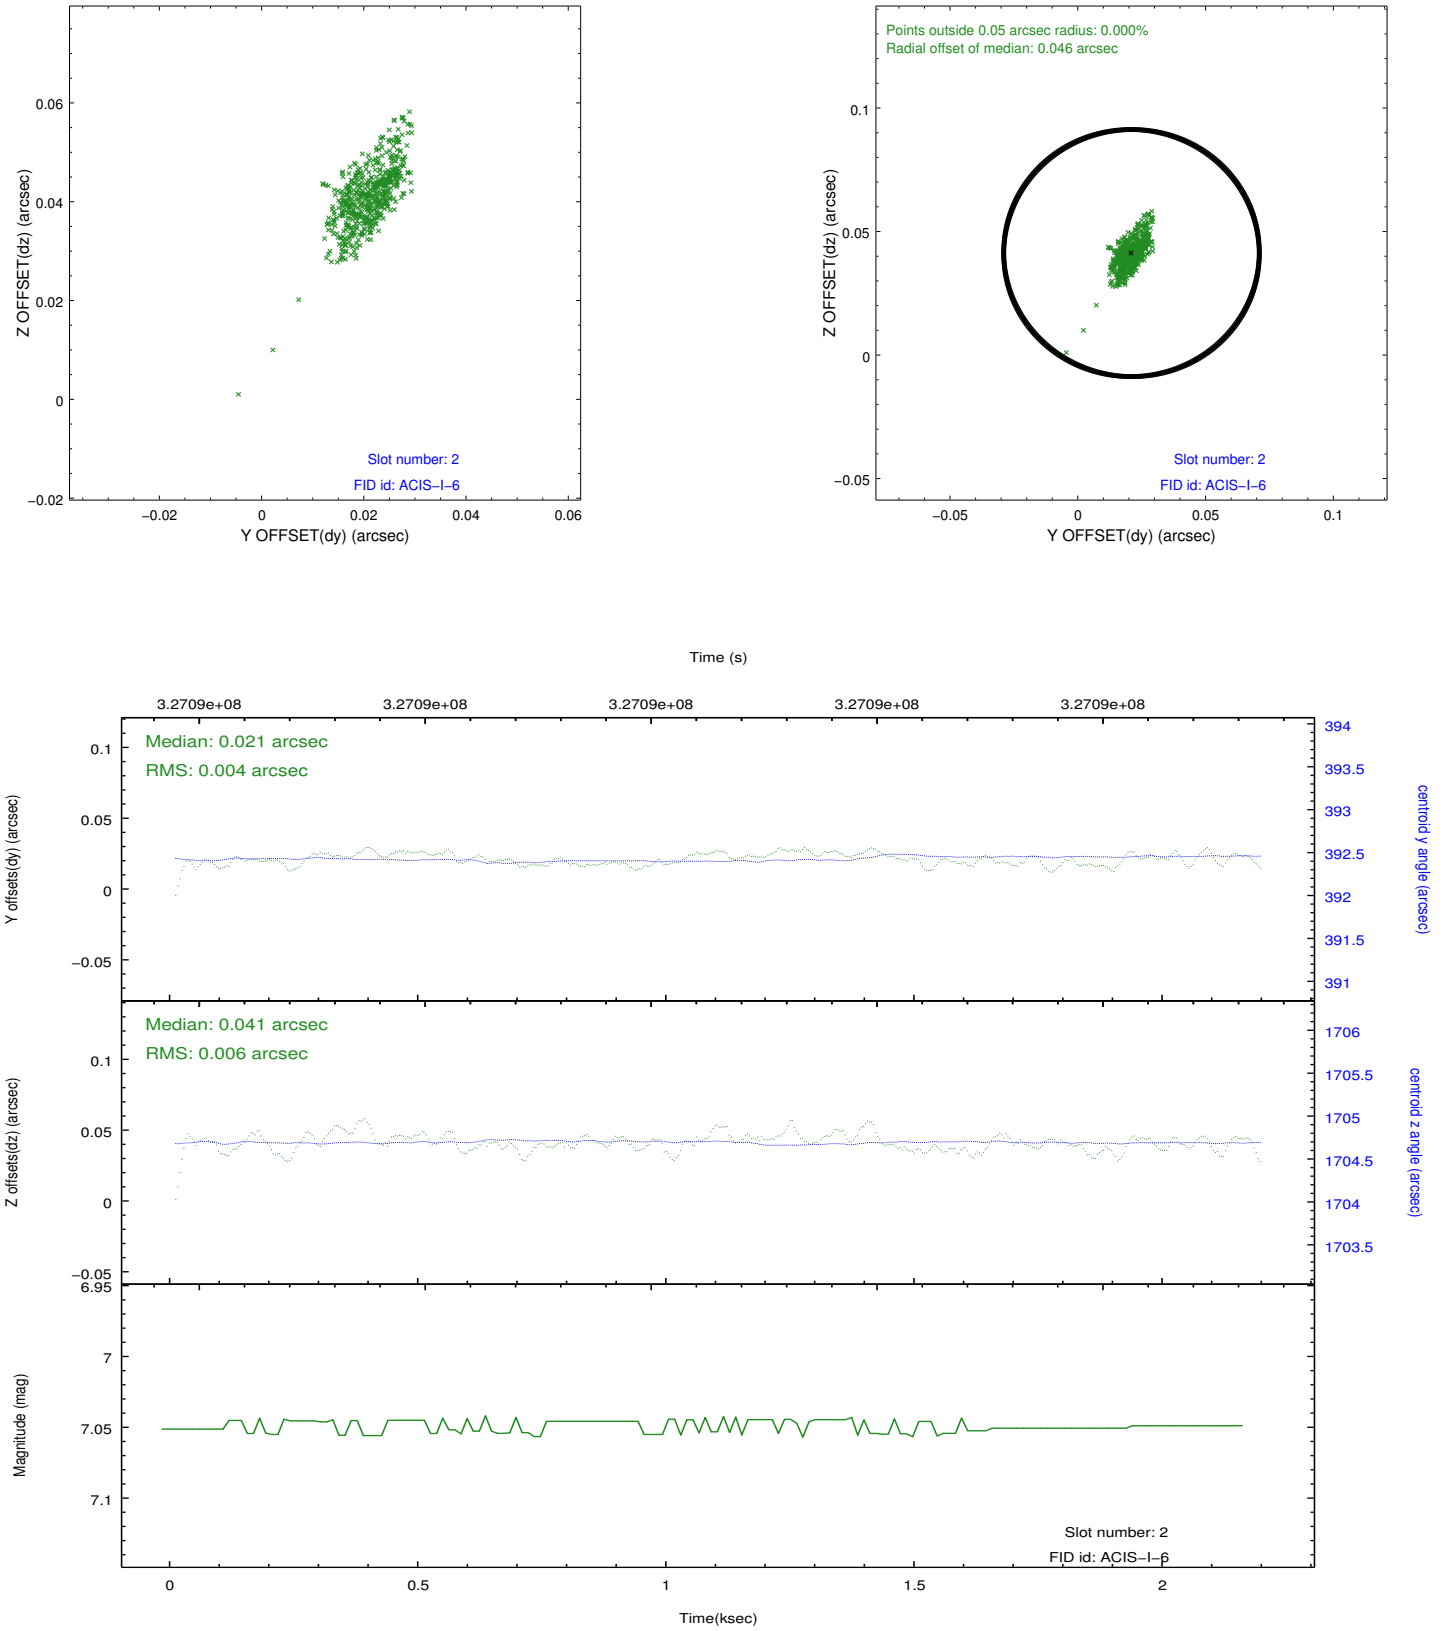 0.06
0.04
0.02
0
−0.02
Z OFFSET(dz) (arcsec)
Slot number: 2
FID id: ACIS−I−6
−0.02 0 0.02 0.04 0.06
Y OFFSET(dy) (arcsec)
Points outside 0.05 arcsec radius: 0.000%
Radial offset of median: 0.046 arcsec
0.1
0.05
0
−0.05
Z OFFSET(dz) (arcsec)
Slot number: 2
FID id: ACIS−I−6
−0.05 0 0.05 0.1
Y OFFSET(dy) (arcsec)
Time (s)
3.2709e+08 3.2709e+08 3.2709e+08 3.2709e+08 3.2709e+08
Median: 0.021 arcsec
RMS: 0.004 arcsec
0.1
0.05
0
−0.05
Y offsets(dy) (arcsec)
394
393.5
393
392.5
392
391.5
391
centroid y angle (arcsec)
Median: 0.041 arcsec
RMS: 0.006 arcsec
0.1
0.05
0
−0.05
Z offsets(dz) (arcsec)
1706
1705.5
1705
1704.5
1704
1703.5
centroid z angle (arcsec)
6.95
7
7.05
7.1
Magnitude (mag)
Slot number: 2
FID id: ACIS−I−6
0 0.5 1 1.5 2
Time(ksec)